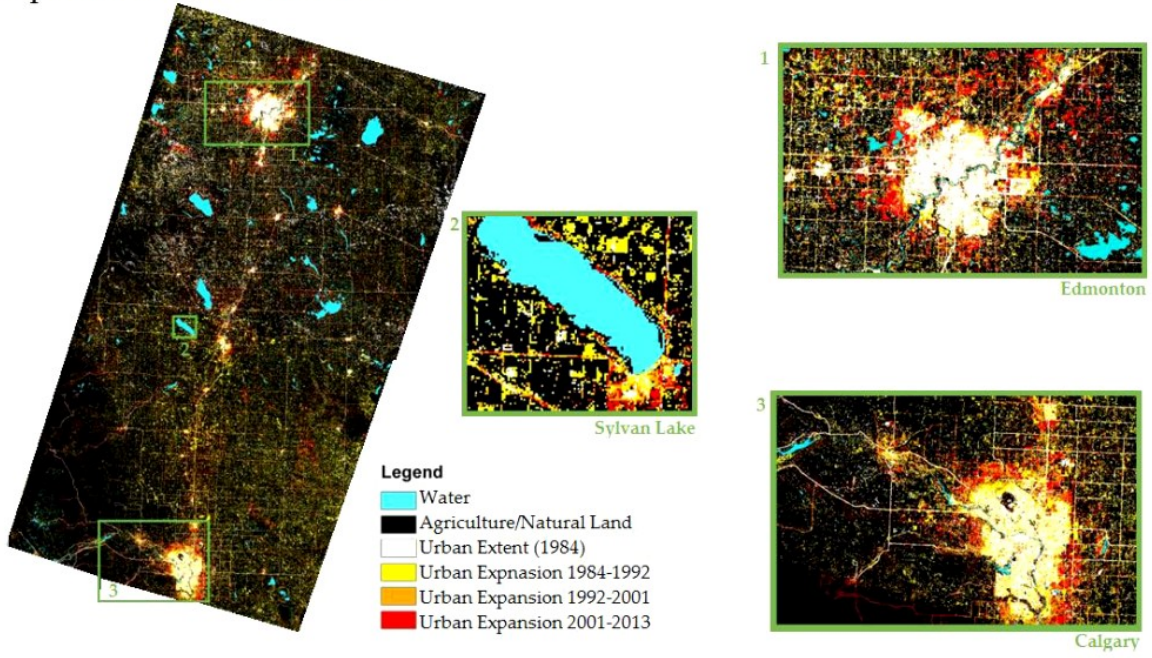 1
2
3
1
Edmonton
2
Sylvan Lake
3
Calgary
Legend
Water
Agriculture/Natural Land
Urban Extent (1984)
Urban Expnasion 1984-1992
Urban Expansion 1992-2001
Urban Expansion 2001-2013